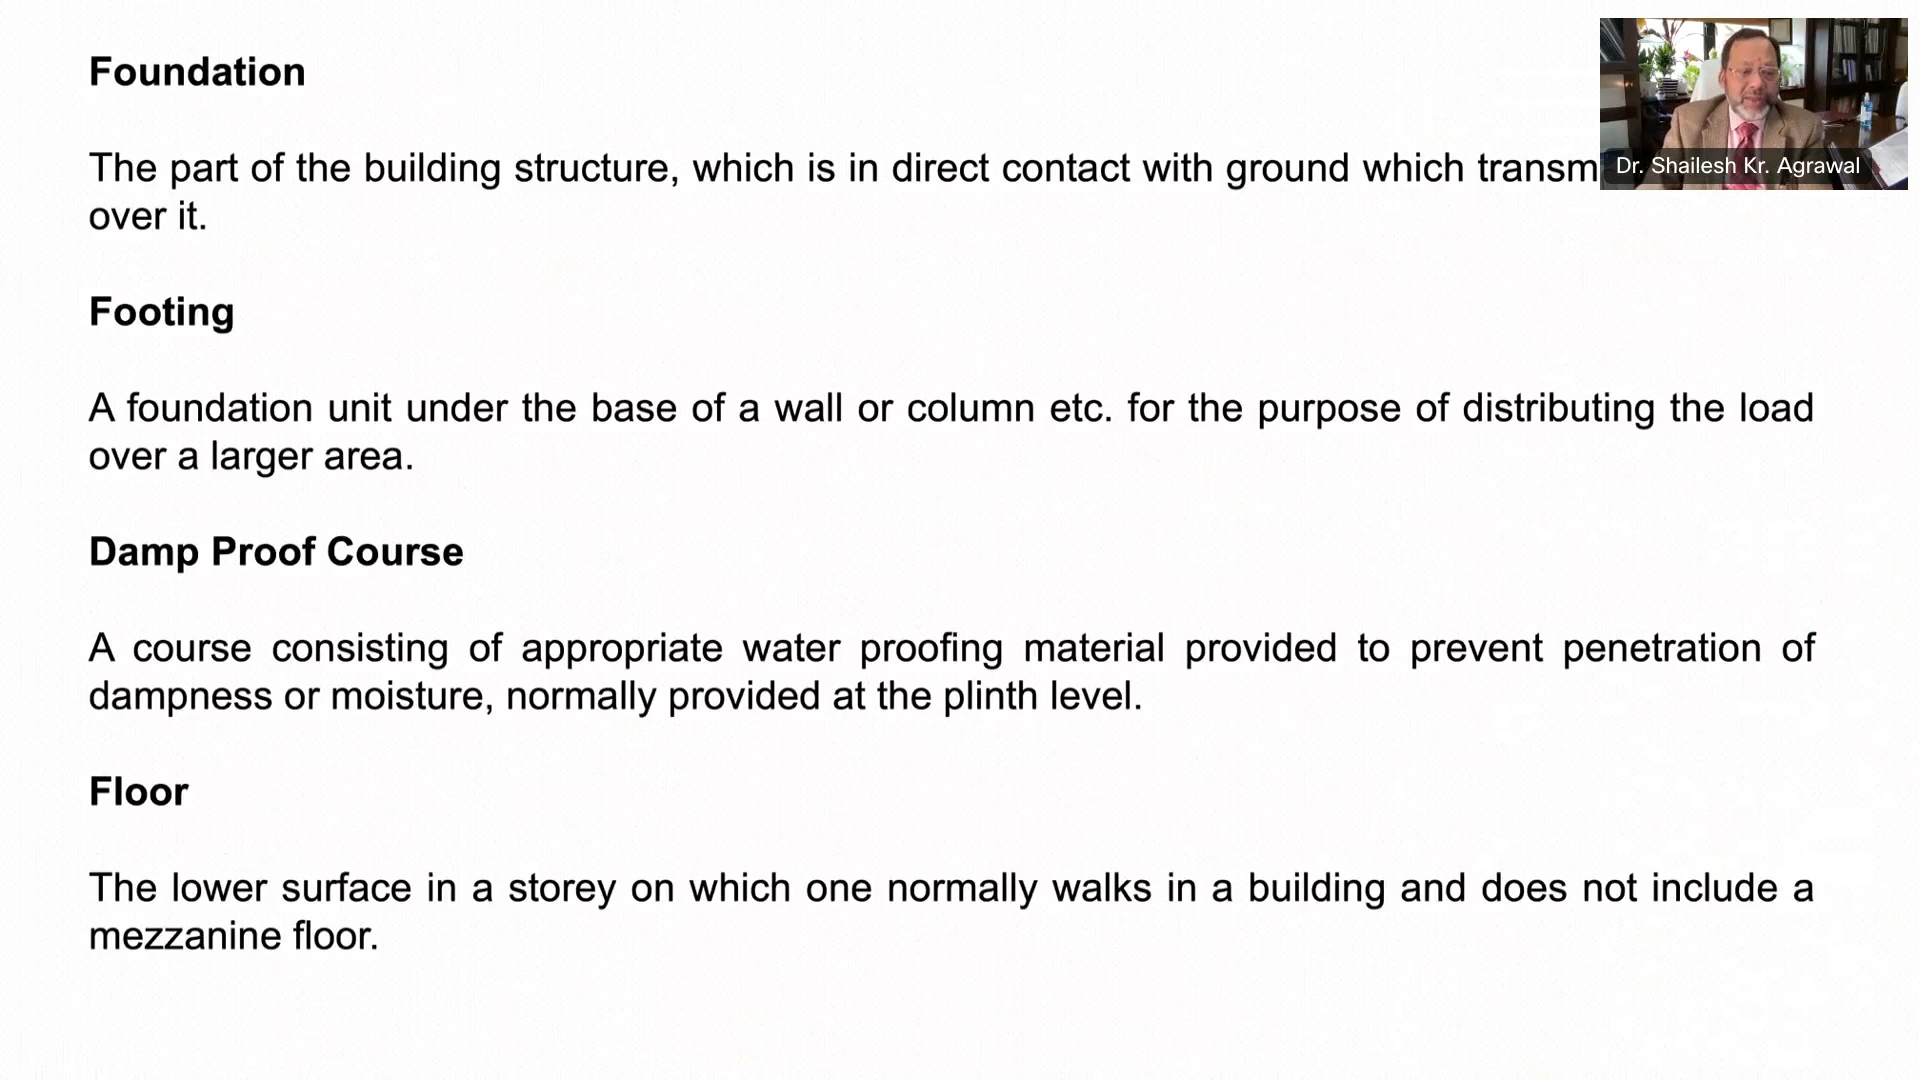 Foundation
The part of the building structure, which is in direct contact with ground which
over it.
Footing
A foundation unit under the base of a wall or column etc. for the purpose of distributing the load
over a larger area.
Damp Proof Course
A course consisting of appropriate water proofing material provided to prevent penetration of
dampness or moisture, normally provided at the plinth level.
Floor
The lower surface in a storey on which one normally walks in a building and does not include a
mezzanine floor.
Dr. Shailesh Kr. Agrawal